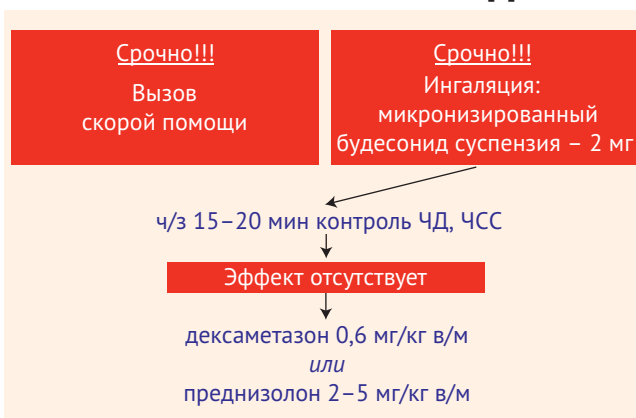 Срочно!!!
Вызов
скорой помощи
Срочно!!!
Ингаляция:
микронизированный
будесонид суспензия – 2 мг
ч/з 15–20 мин контроль ЧД, ЧСС
Эффект отсутствует
дексаметазон 0,6 мг/кг в/м
или
преднизолон 2–5 мг/кг в/м